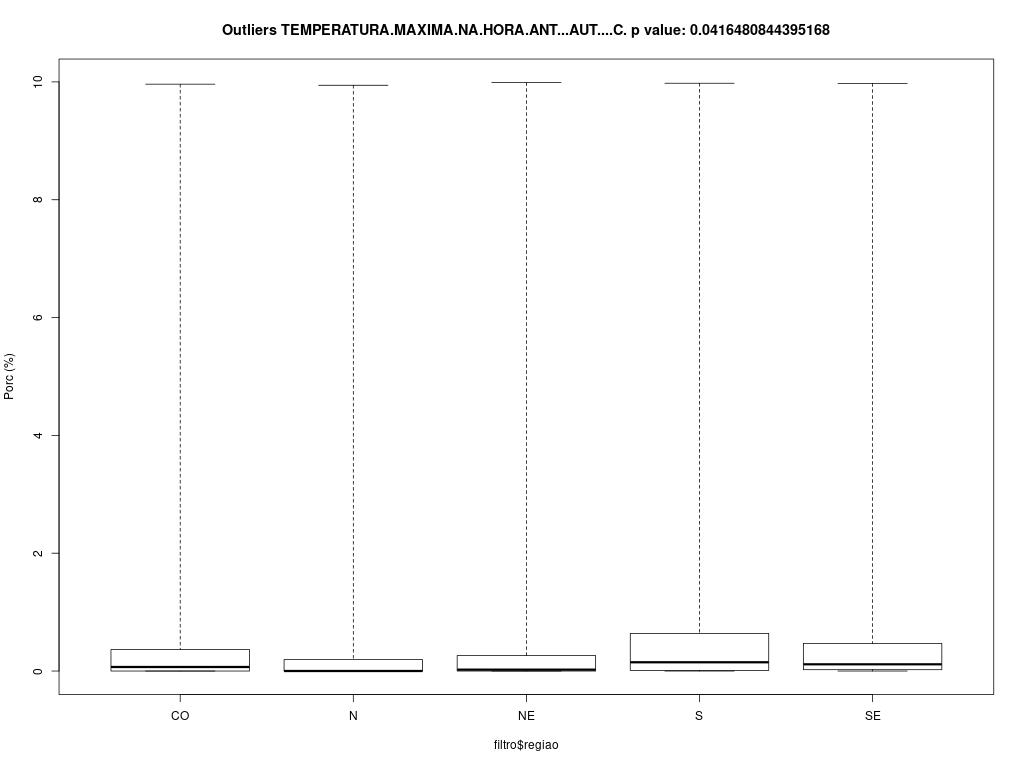 Outliers TEMPERATURA.MAXIMA.NA.HORA.ANT...AUT....C. p value: 0.0416480844395168
10
8
6
4
2
0
Porc (%)
CO N NE S SE
filtro$regiao